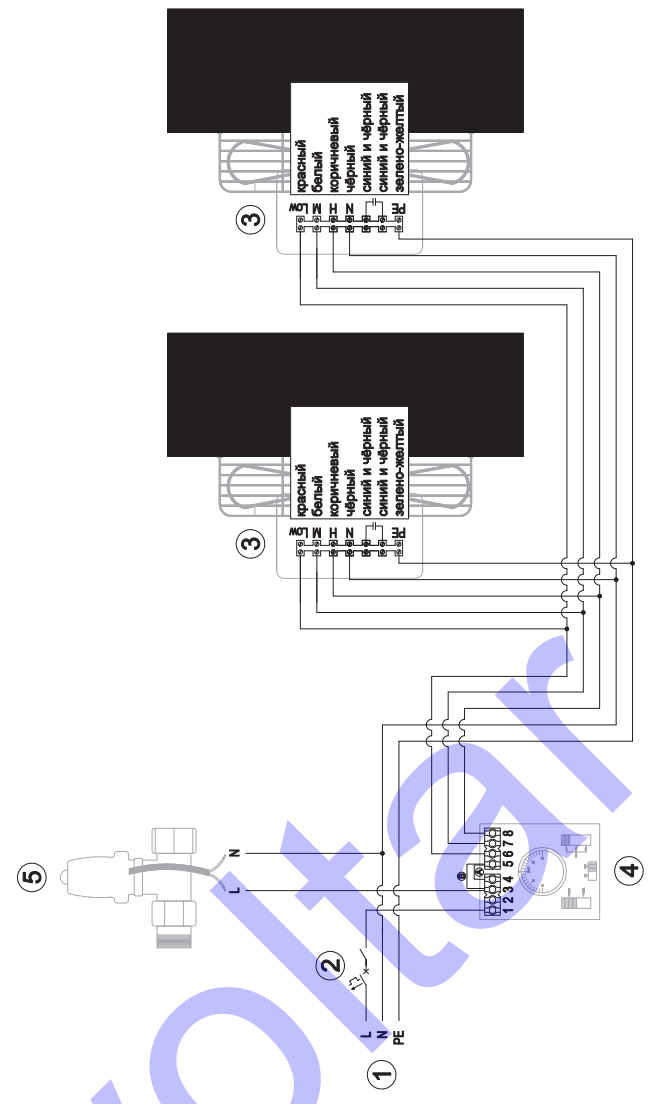 красный
белый
коричневый
чёрный
синий и чёрный
синий и чёрный
зелено-желтый
Low
M
H
N
PE
3
красный
белый
коричневый
чёрный
синий и чёрный
синий и чёрный
зелено-желтый
Low
M
H
N
PE
3
5
L N
B
A
1 2 3 4 5 6 7 8
4
2
L
N
PE
1
voltar